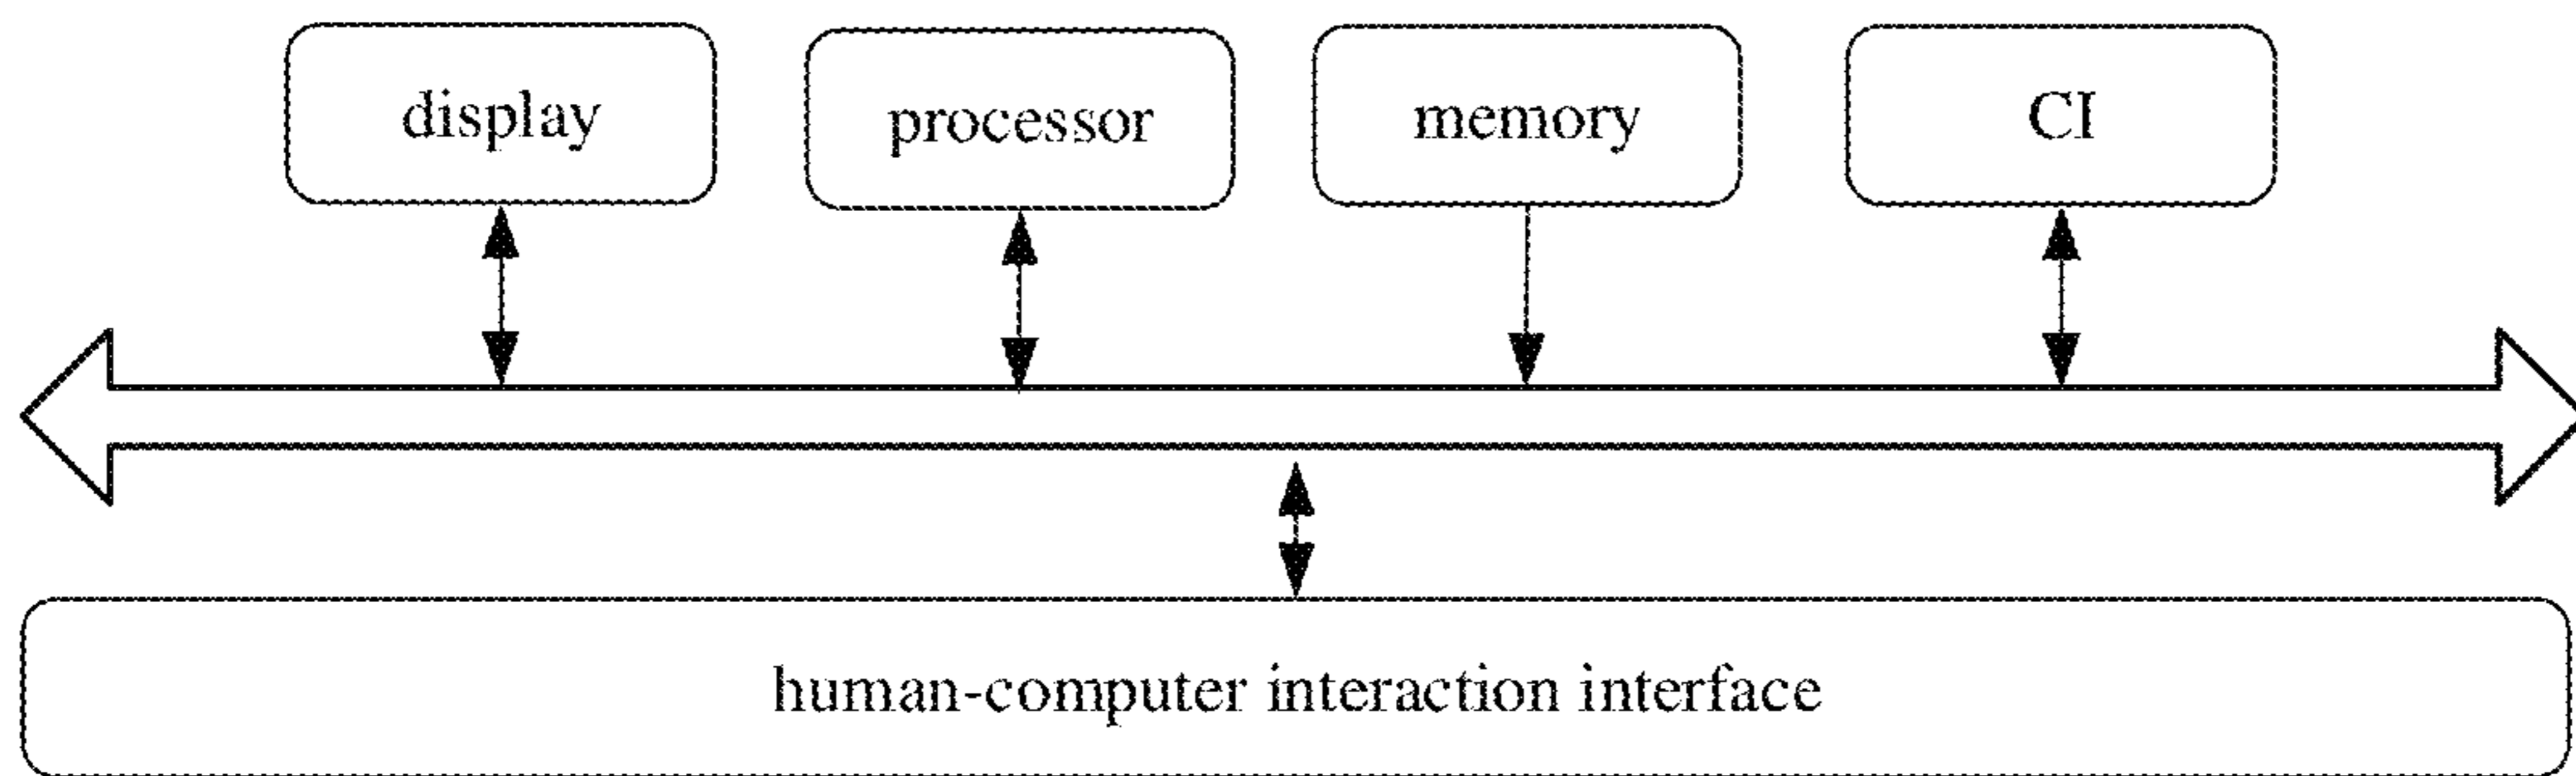 display
processor
memory
CI
human-computer interaction interface